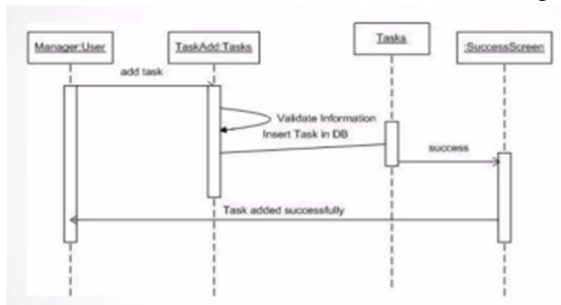 Manager:User
TaskAdd:Tasks
Tasks
:SuccessScreen
add task
Validate Information
Insert Task in DB
success
Task added successfully